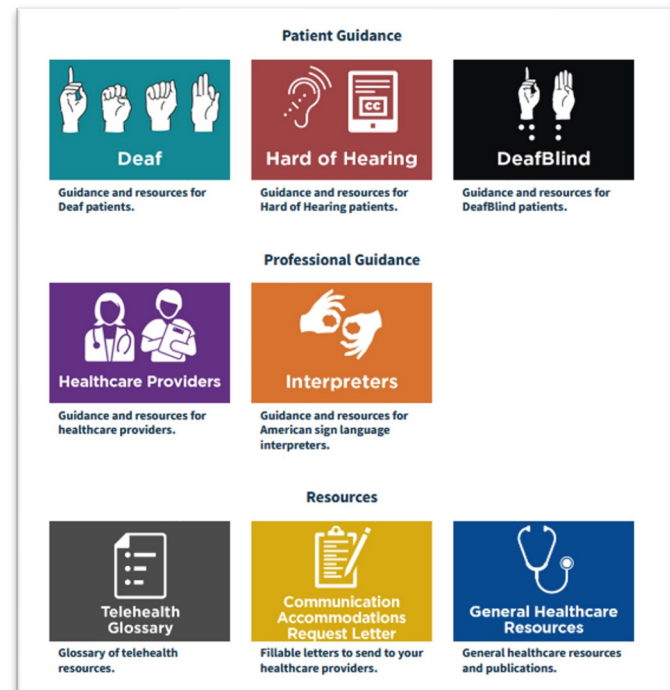 Patient Guidance
Deaf
Guidance and resources for
Deaf patients.
CC
Hard of Hearing
Guidance and resources for
Hard of Hearing patients.
DeafBlind
Guidance and resources for
DeafBlind patients.
Professional Guidance
Healthcare Providers
Guidance and resources for
healthcare providers.
Interpreters
Guidance and resources for
American sign language
interpreters.
Resources
Telehealth
Glossary
Glossary of telehealth
resources.
Communication
Accommodations
Request Letter
Fillable letters to send to your
healthcare providers.
General Healthcare
Resources
General healthcare resources
and publications.